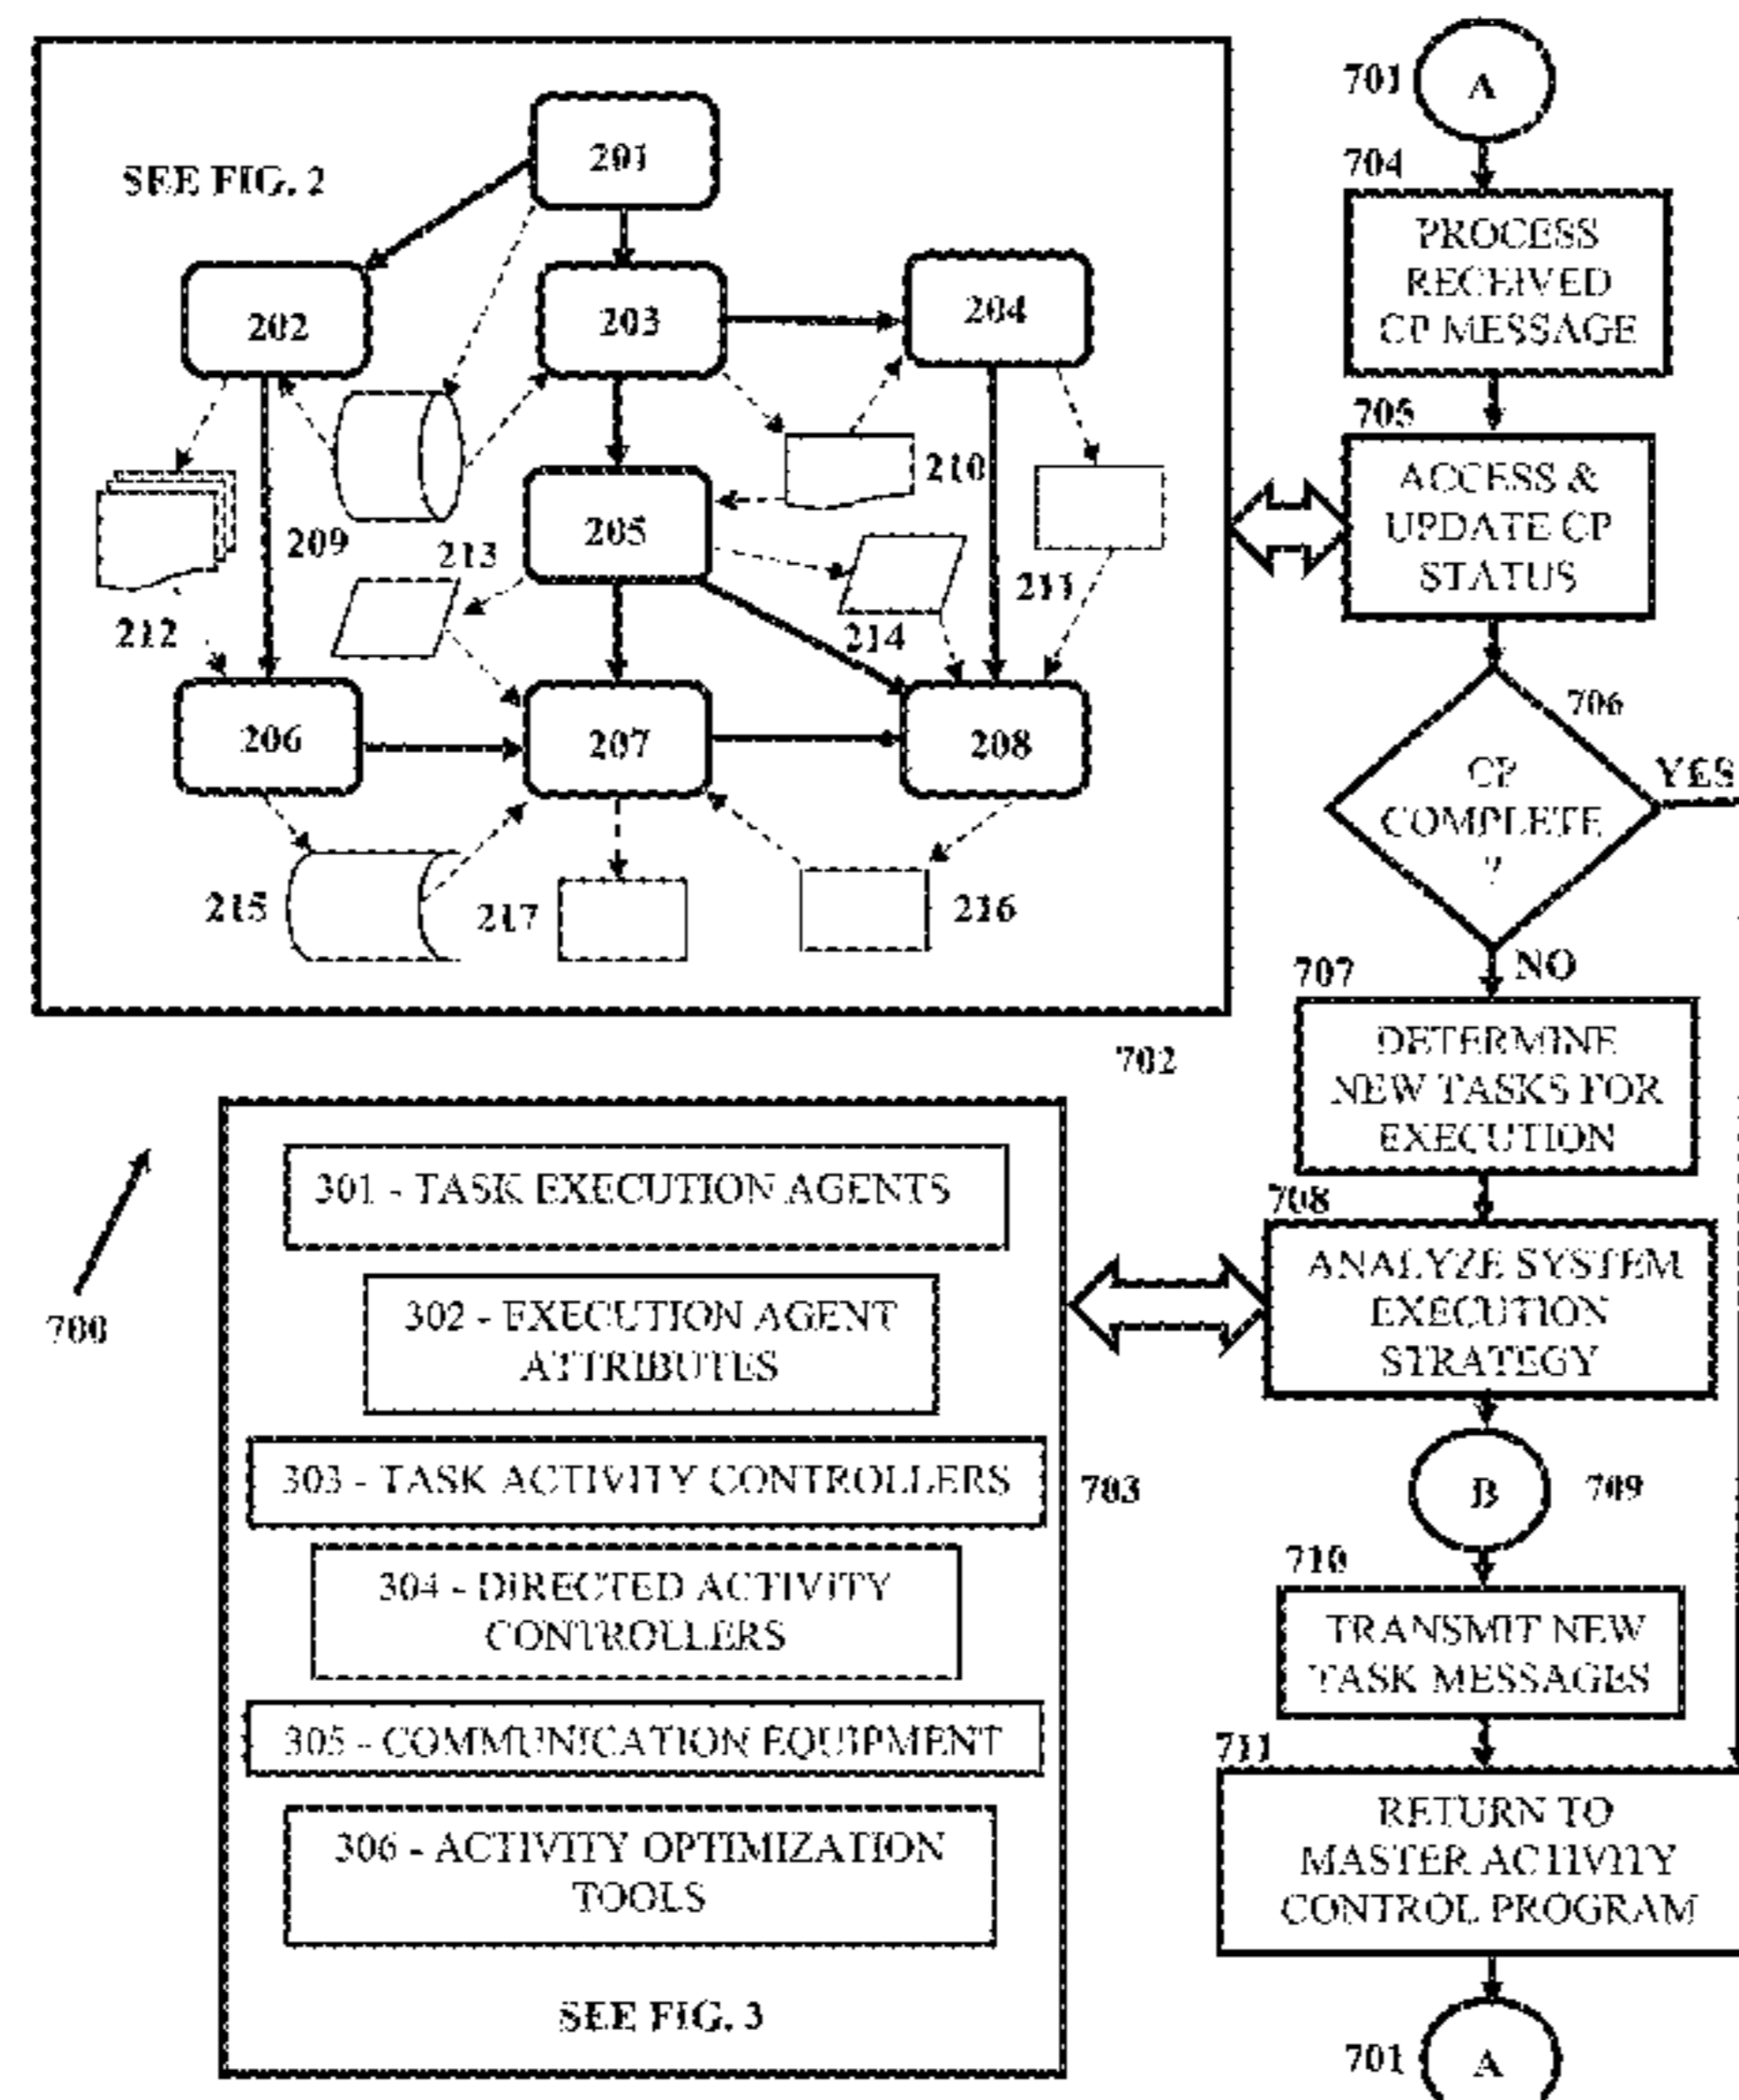 SEE FIG. 2
201
202
203
204
205
209
210
211
212
213
214
206
207
208
215
217
216
702
700
301 - TASK EXECUTION AGENTS
302 - EXECUTION AGENT
ATTRIBUTES
303 - TASK ACTIVITY CONTROLLERS
703
304 - DIRECTED ACTIVITY
CONTROLLERS
305 - COMMUNICATION EQUIPMENT
306 - ACTIVITY OPTIMIZATION
TOOLS
SEE FIG. 3
701
A
704
PROCESS
RECEIVED
CP MESSAGE
705
ACCESS &
UPDATE CP
STATUS
706
CP
COMPLETE
?
YES
NO
707
DETERMINE
NEW TASKS FOR
EXECUTION
708
ANALYZE SYSTEM
EXECUTION
STRATEGY
B
709
710
TRANSMIT NEW
TASK MESSAGES
711
RETURN TO
MASTER ACTIVITY
CONTROL PROGRAM
701
A